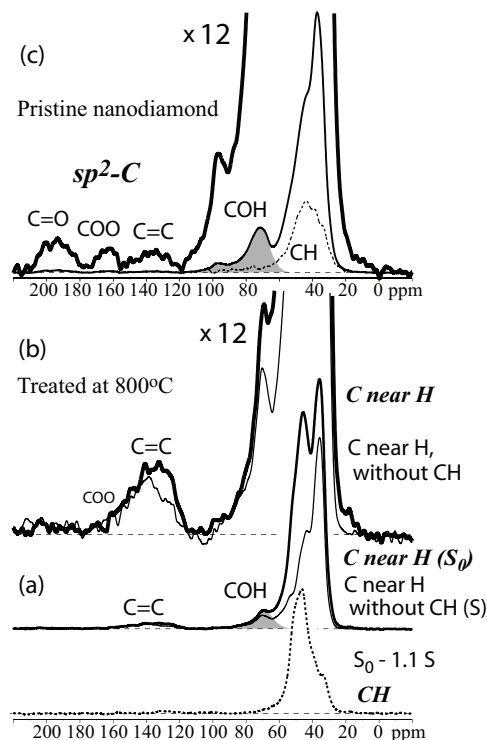 x 12
(c)
Pristine nanodiamond
sp²-C
C=O
COO
C=C
COH
CH
200 180 160 140 120 100 80 60 40 20 0 ppm
x 12
(b)
Treated at 800°C
C near H
C=C
C near H,
without CH
COO
C near H (S₀)
(a)
COH
C near H
without CH (S)
C=C
S₀ - 1.1 S
CH
200 180 160 140 120 100 80 60 40 20 0 ppm